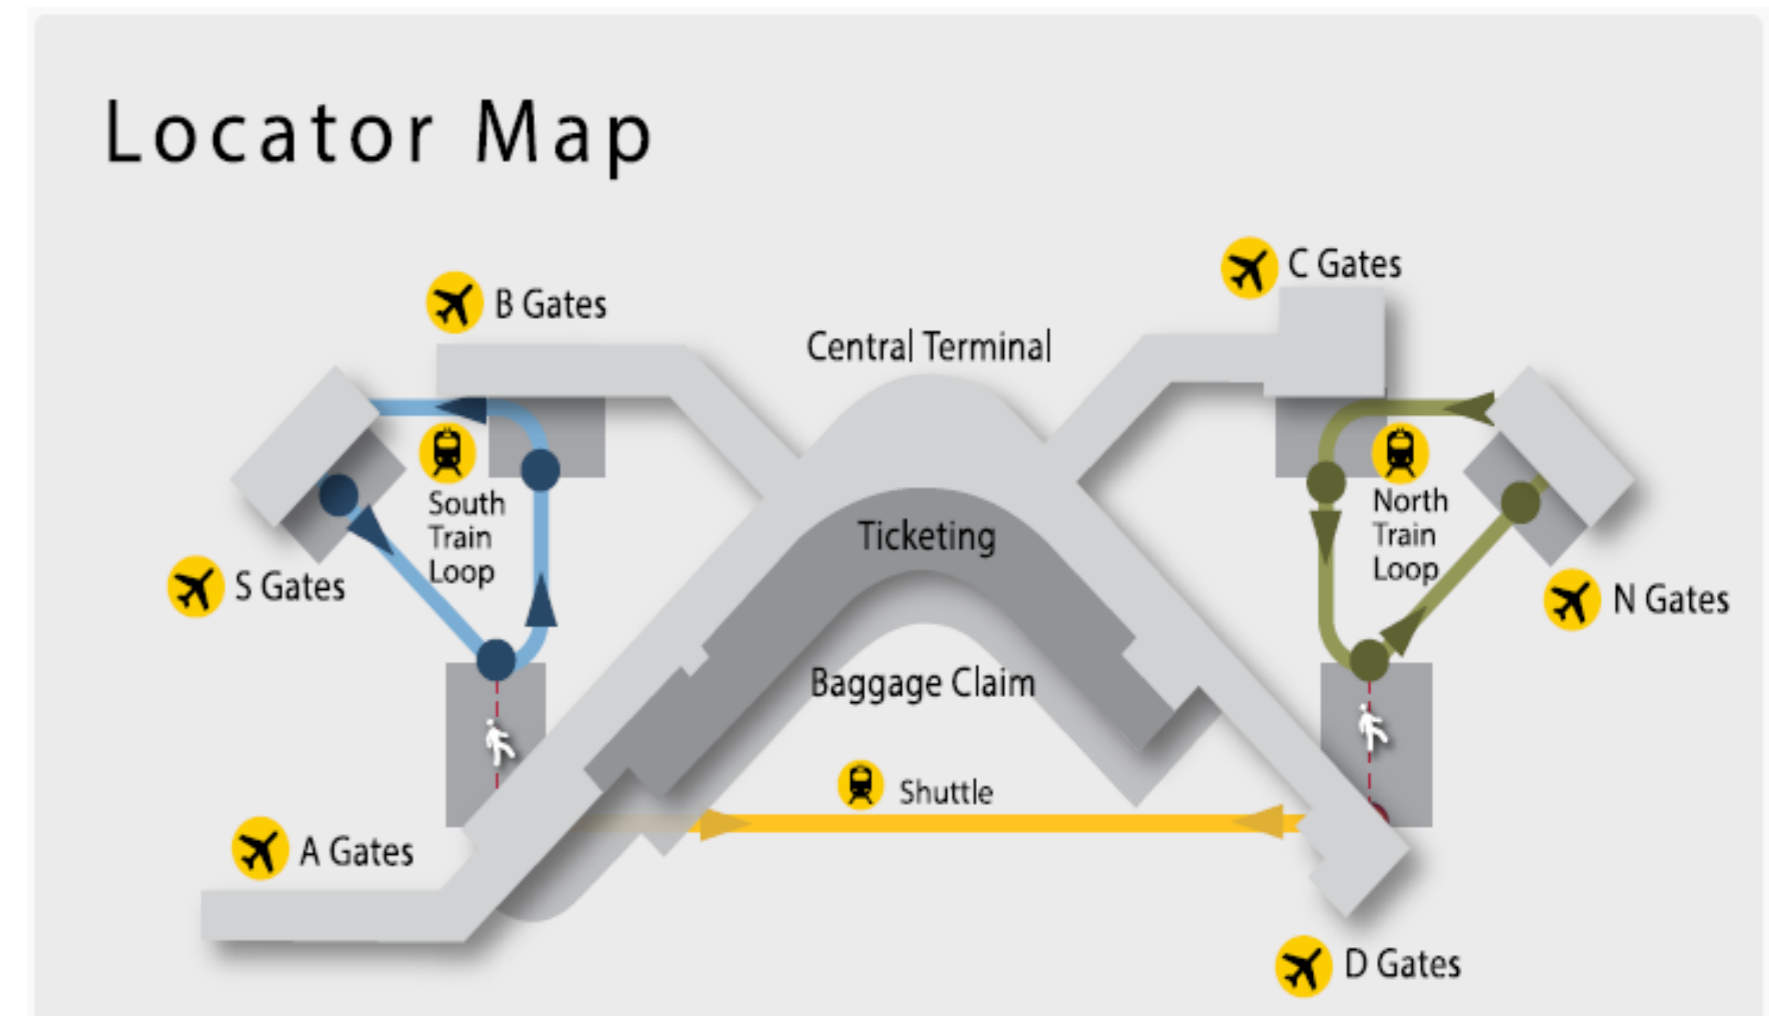 Locator Map
C Gates
B Gates
Central Terminal
South
Train
Loop
North
Train
Loop
Ticketing
S Gates
N Gates
Baggage Claim
Shuttle
A Gates
D Gates